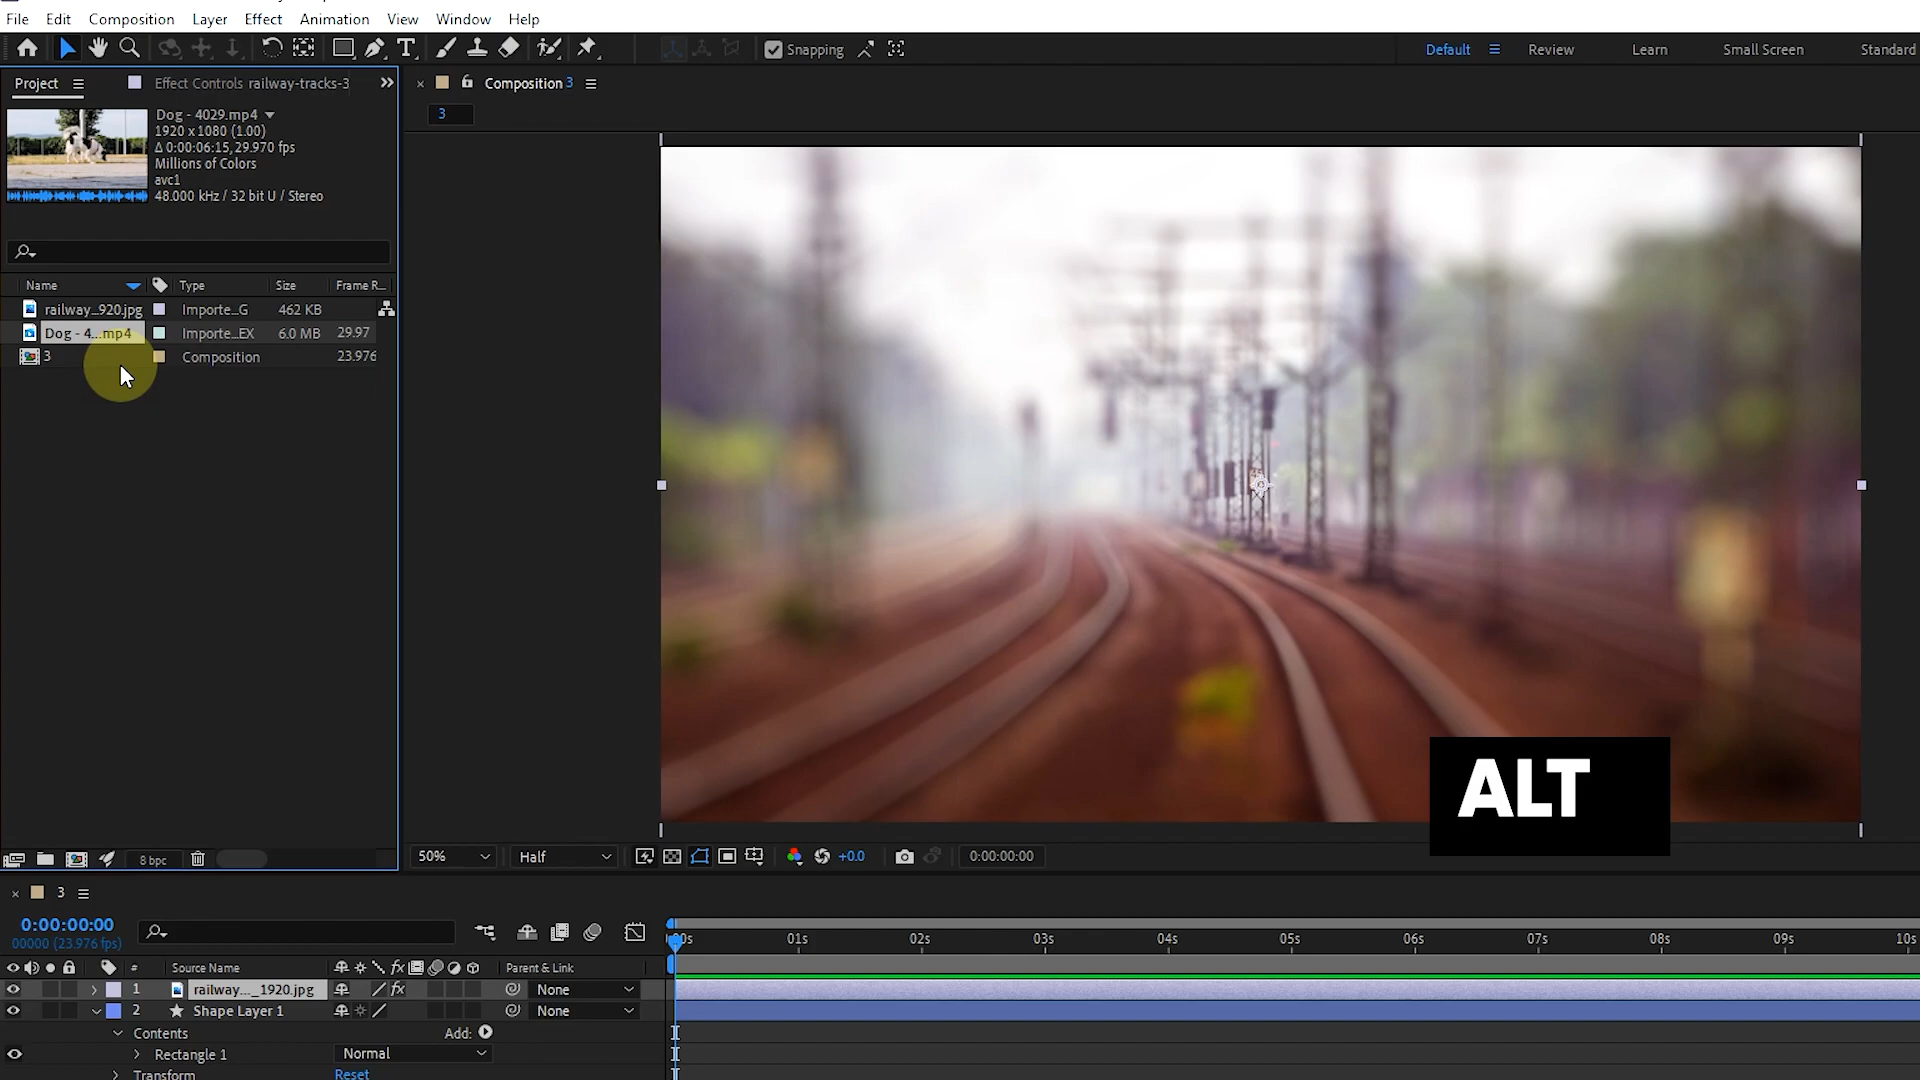 File Edit Composition Layer Effect Animation View Window Help
Snapping
Default Review Learn Small Screen Standard
Project Effect Controls railway-tracks-3
Composition 3
3
Dog - 4029.mp4
1920 x 1080 (1.00)
Δ 0:00:06:15, 29.970 fps
Millions of Colors
avc1
48.000 kHz / 32 bit U / Stereo
Name Type Size Frame R...
railway_920.jpg Importe_G 462 KB
Dog - 4...mp4 Importe_EX 6.0 MB 29.97
3 Composition 23.976
ALT
8 bpc
50% Half +0.0 0:00:00:00
3
0:00:00:00
00000 (23.976 fps)
:00s 01s 02s 03s 04s 05s 06s 07s 08s 09s 10s
# Source Name fx Parent & Link
1 railway..._1920.jpg fx None
2 Shape Layer 1 None
Contents Add:
Rectangle 1 Normal
Transform Reset